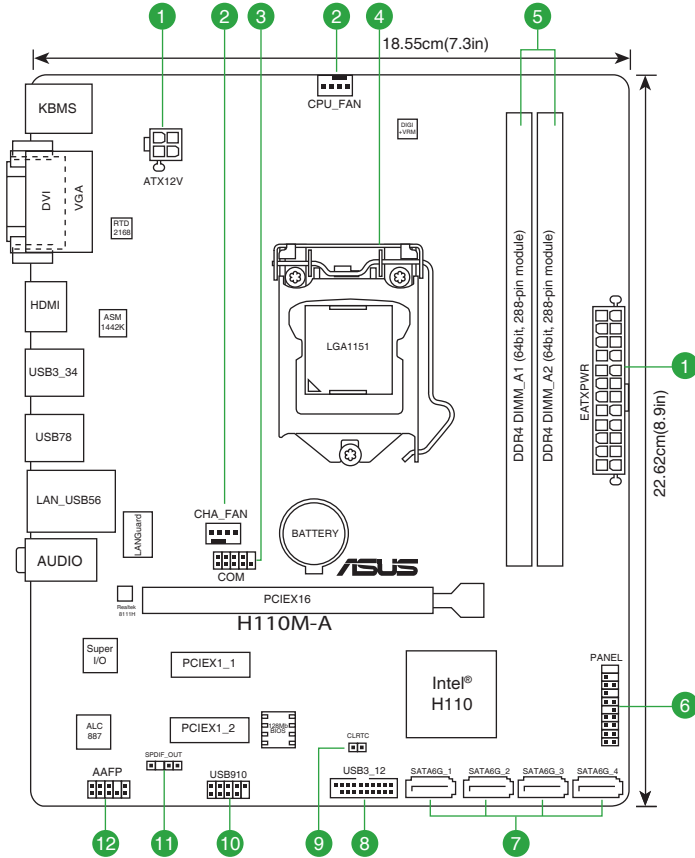 1
2
3
2
4
5
18.55cm(7.3in)
KBMS
CPU_FAN
DIGI
+VRM
ATX12V
DVI
VGA
RTD
2168
HDMI
ASM
1442K
LGA1151
DDR4 DIMM_A1 (64bit, 288-pin module)
DDR4 DIMM_A2 (64bit, 288-pin module)
EATXPWR
1
22.62cm(8.9in)
USB3_34
USB78
LAN_USB56
LANGuard
CHA_FAN
BATTERY
AUDIO
COM
ASUS
Realtek
8111H
PCIEX16
H110M-A
Super
I/O
PCIEX1_1
Intel®
H110
PANEL
6
ALC
887
PCIEX1_2
128Mb
BIOS
CLRTC
SPDIF_OUT
AAFP
USB910
USB3_12
SATA6G_1
SATA6G_2
SATA6G_3
SATA6G_4
12
11
10
9
8
7